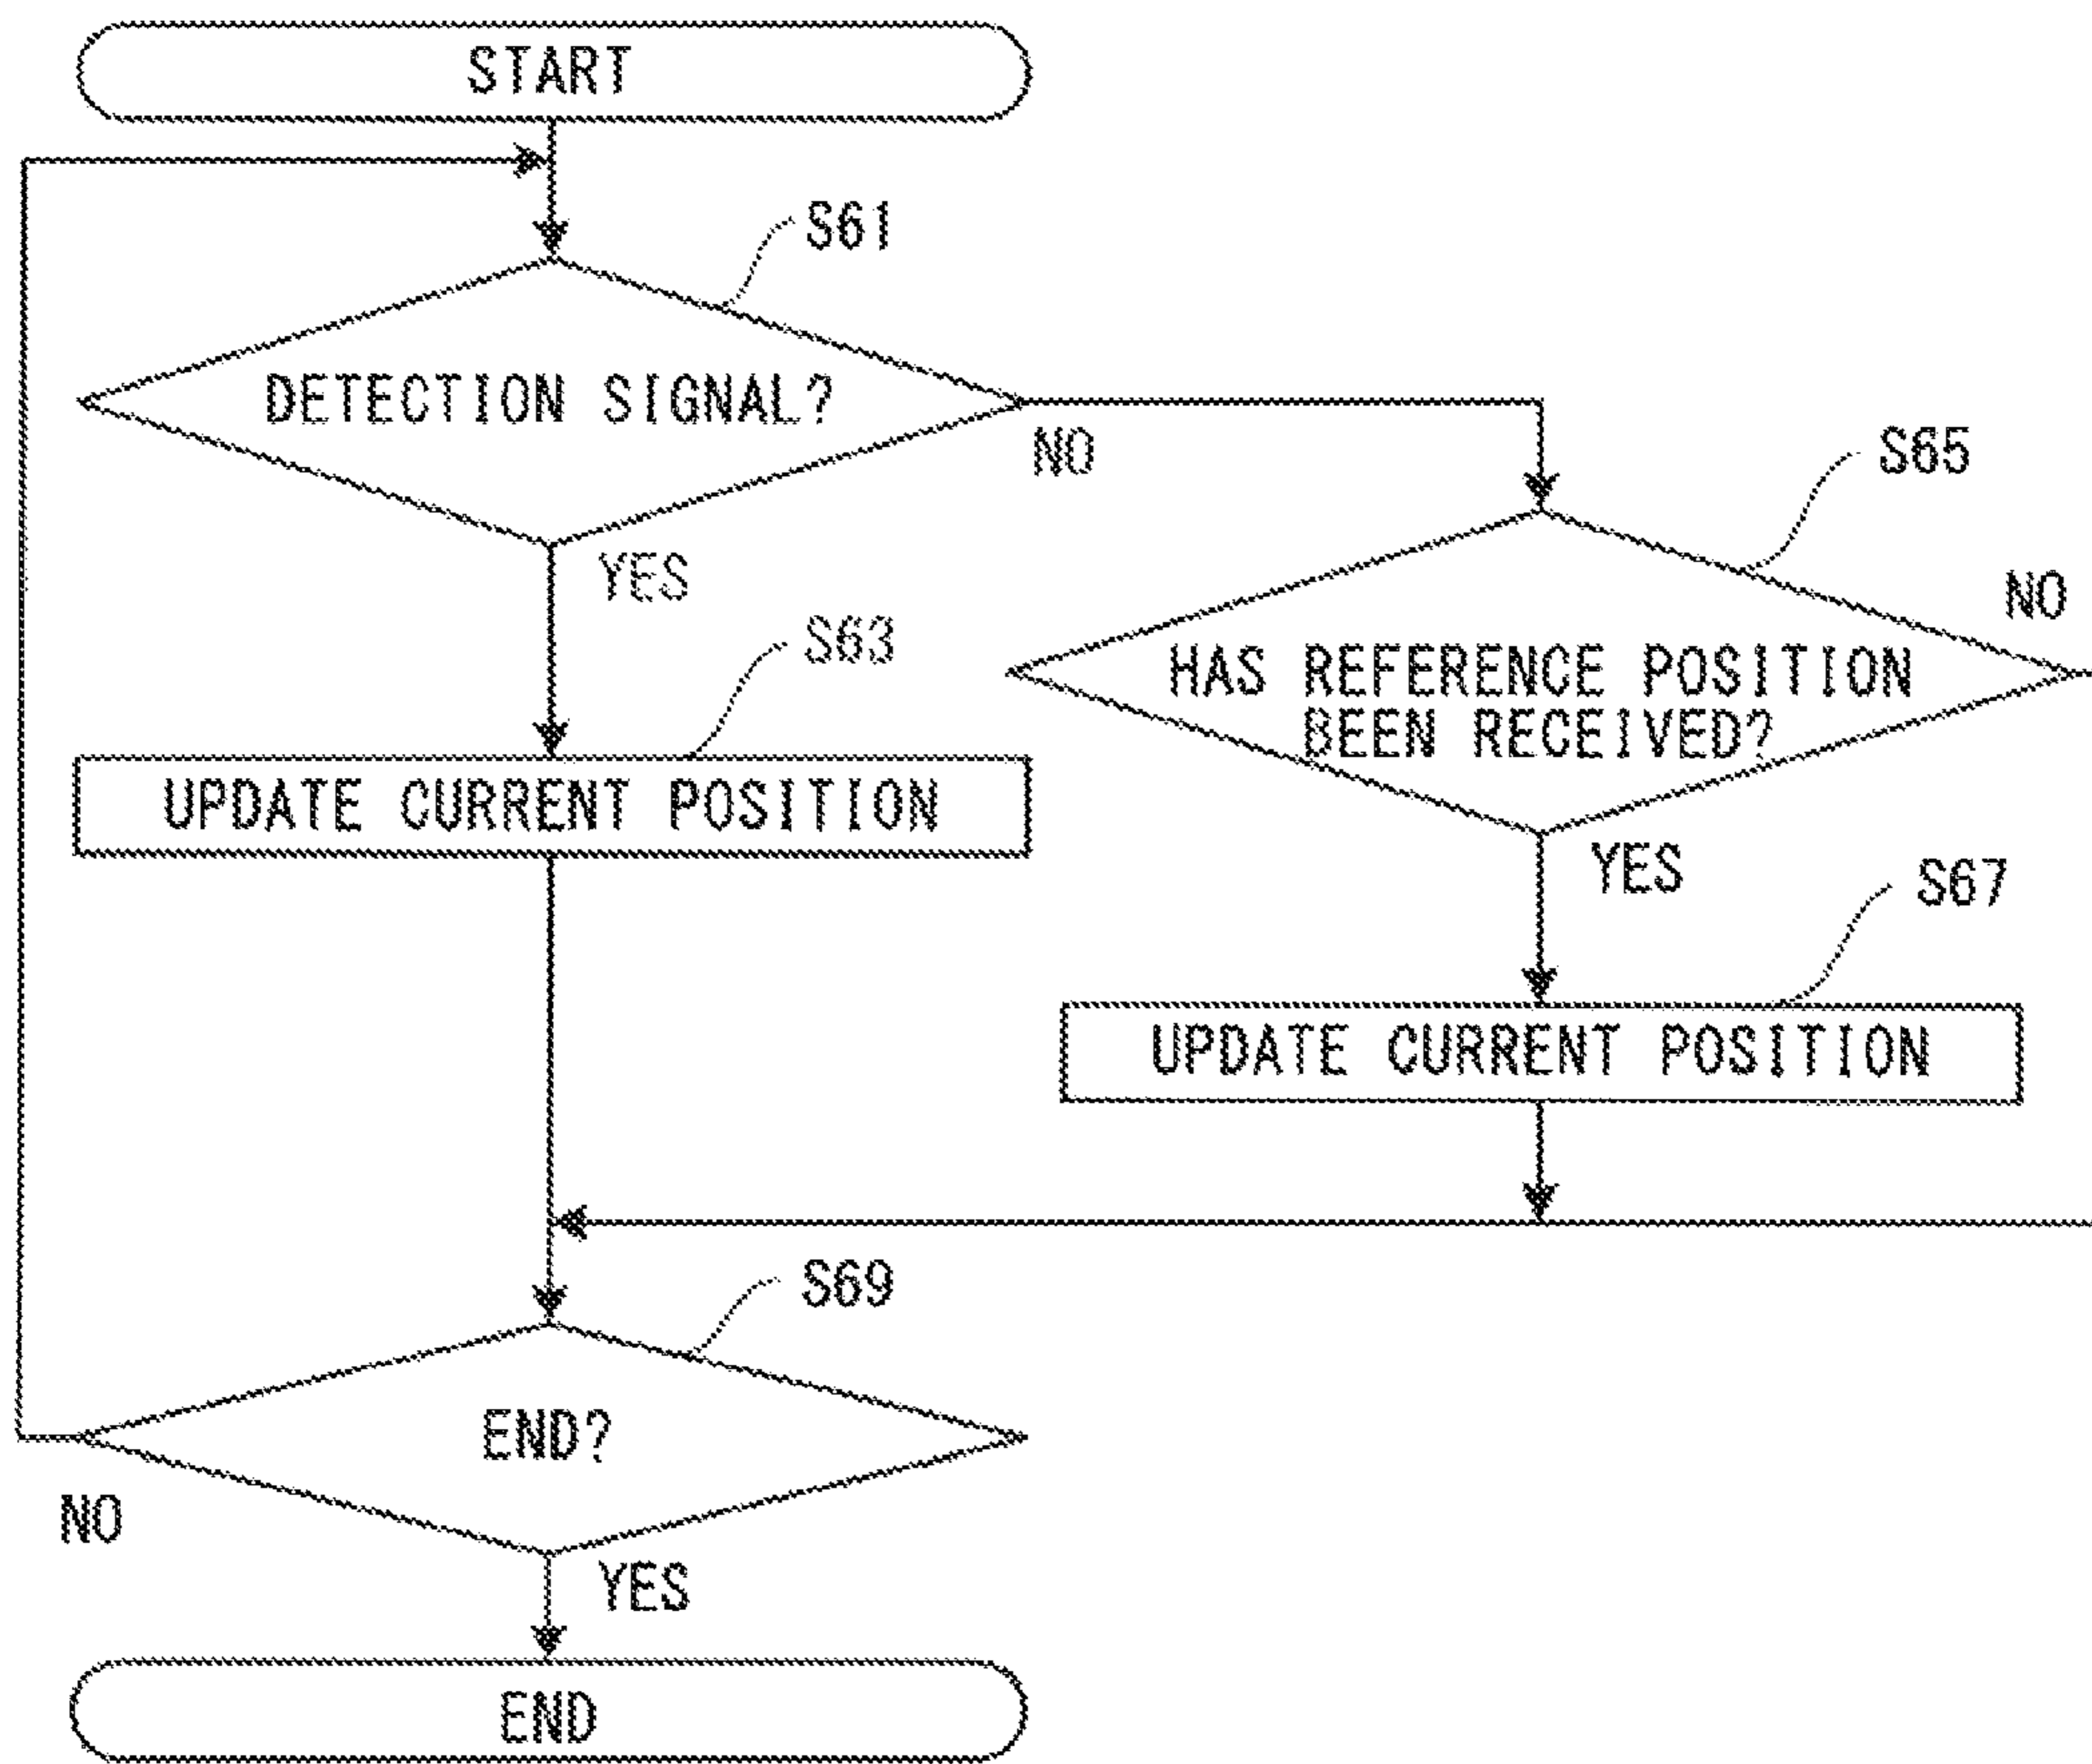 START
S61
DETECTION SIGNAL?
NO
S65
YES
NO
S63
HAS REFERENCE POSITION
BEEN RECEIVED?
UPDATE CURRENT POSITION
YES
S67
UPDATE CURRENT POSITION
S69
END?
NO
YES
END